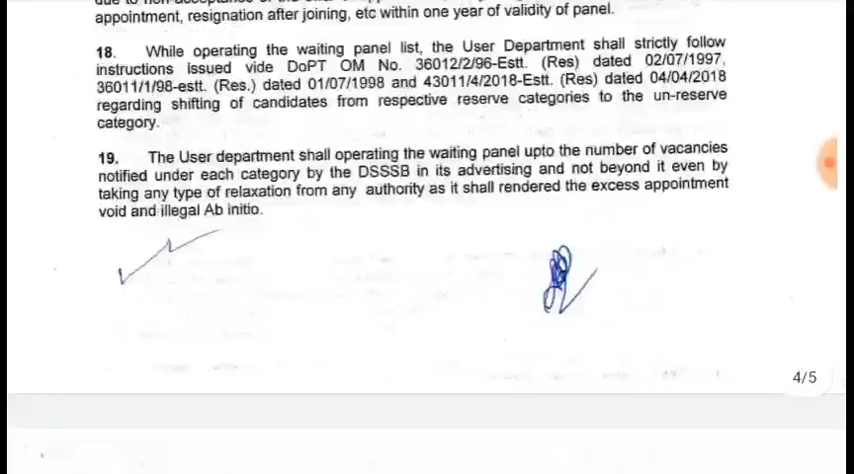 appointment, resignation after joining, etc within one year of validity of panel.
18. While operating the waiting panel list, the User Department shall strictly follow
instructions issued vide DoPT OM No. 36012/2/96-Estt. (Res) dated 02/07/1997,
36011/1/98-estt. (Res.) dated 01/07/1998 and 43011/4/2018-Estt. (Res) dated 04/04/2018
regarding shifting of candidates from respective reserve categories to the un-reserve
category.
19. The User department shall operating the waiting panel upto the number of vacancies
notified under each category by the DSSSB in its advertising and not beyond it even by
taking any type of relaxation from any authority as it shall rendered the excess appointment
void and illegal Ab initio.
4/5